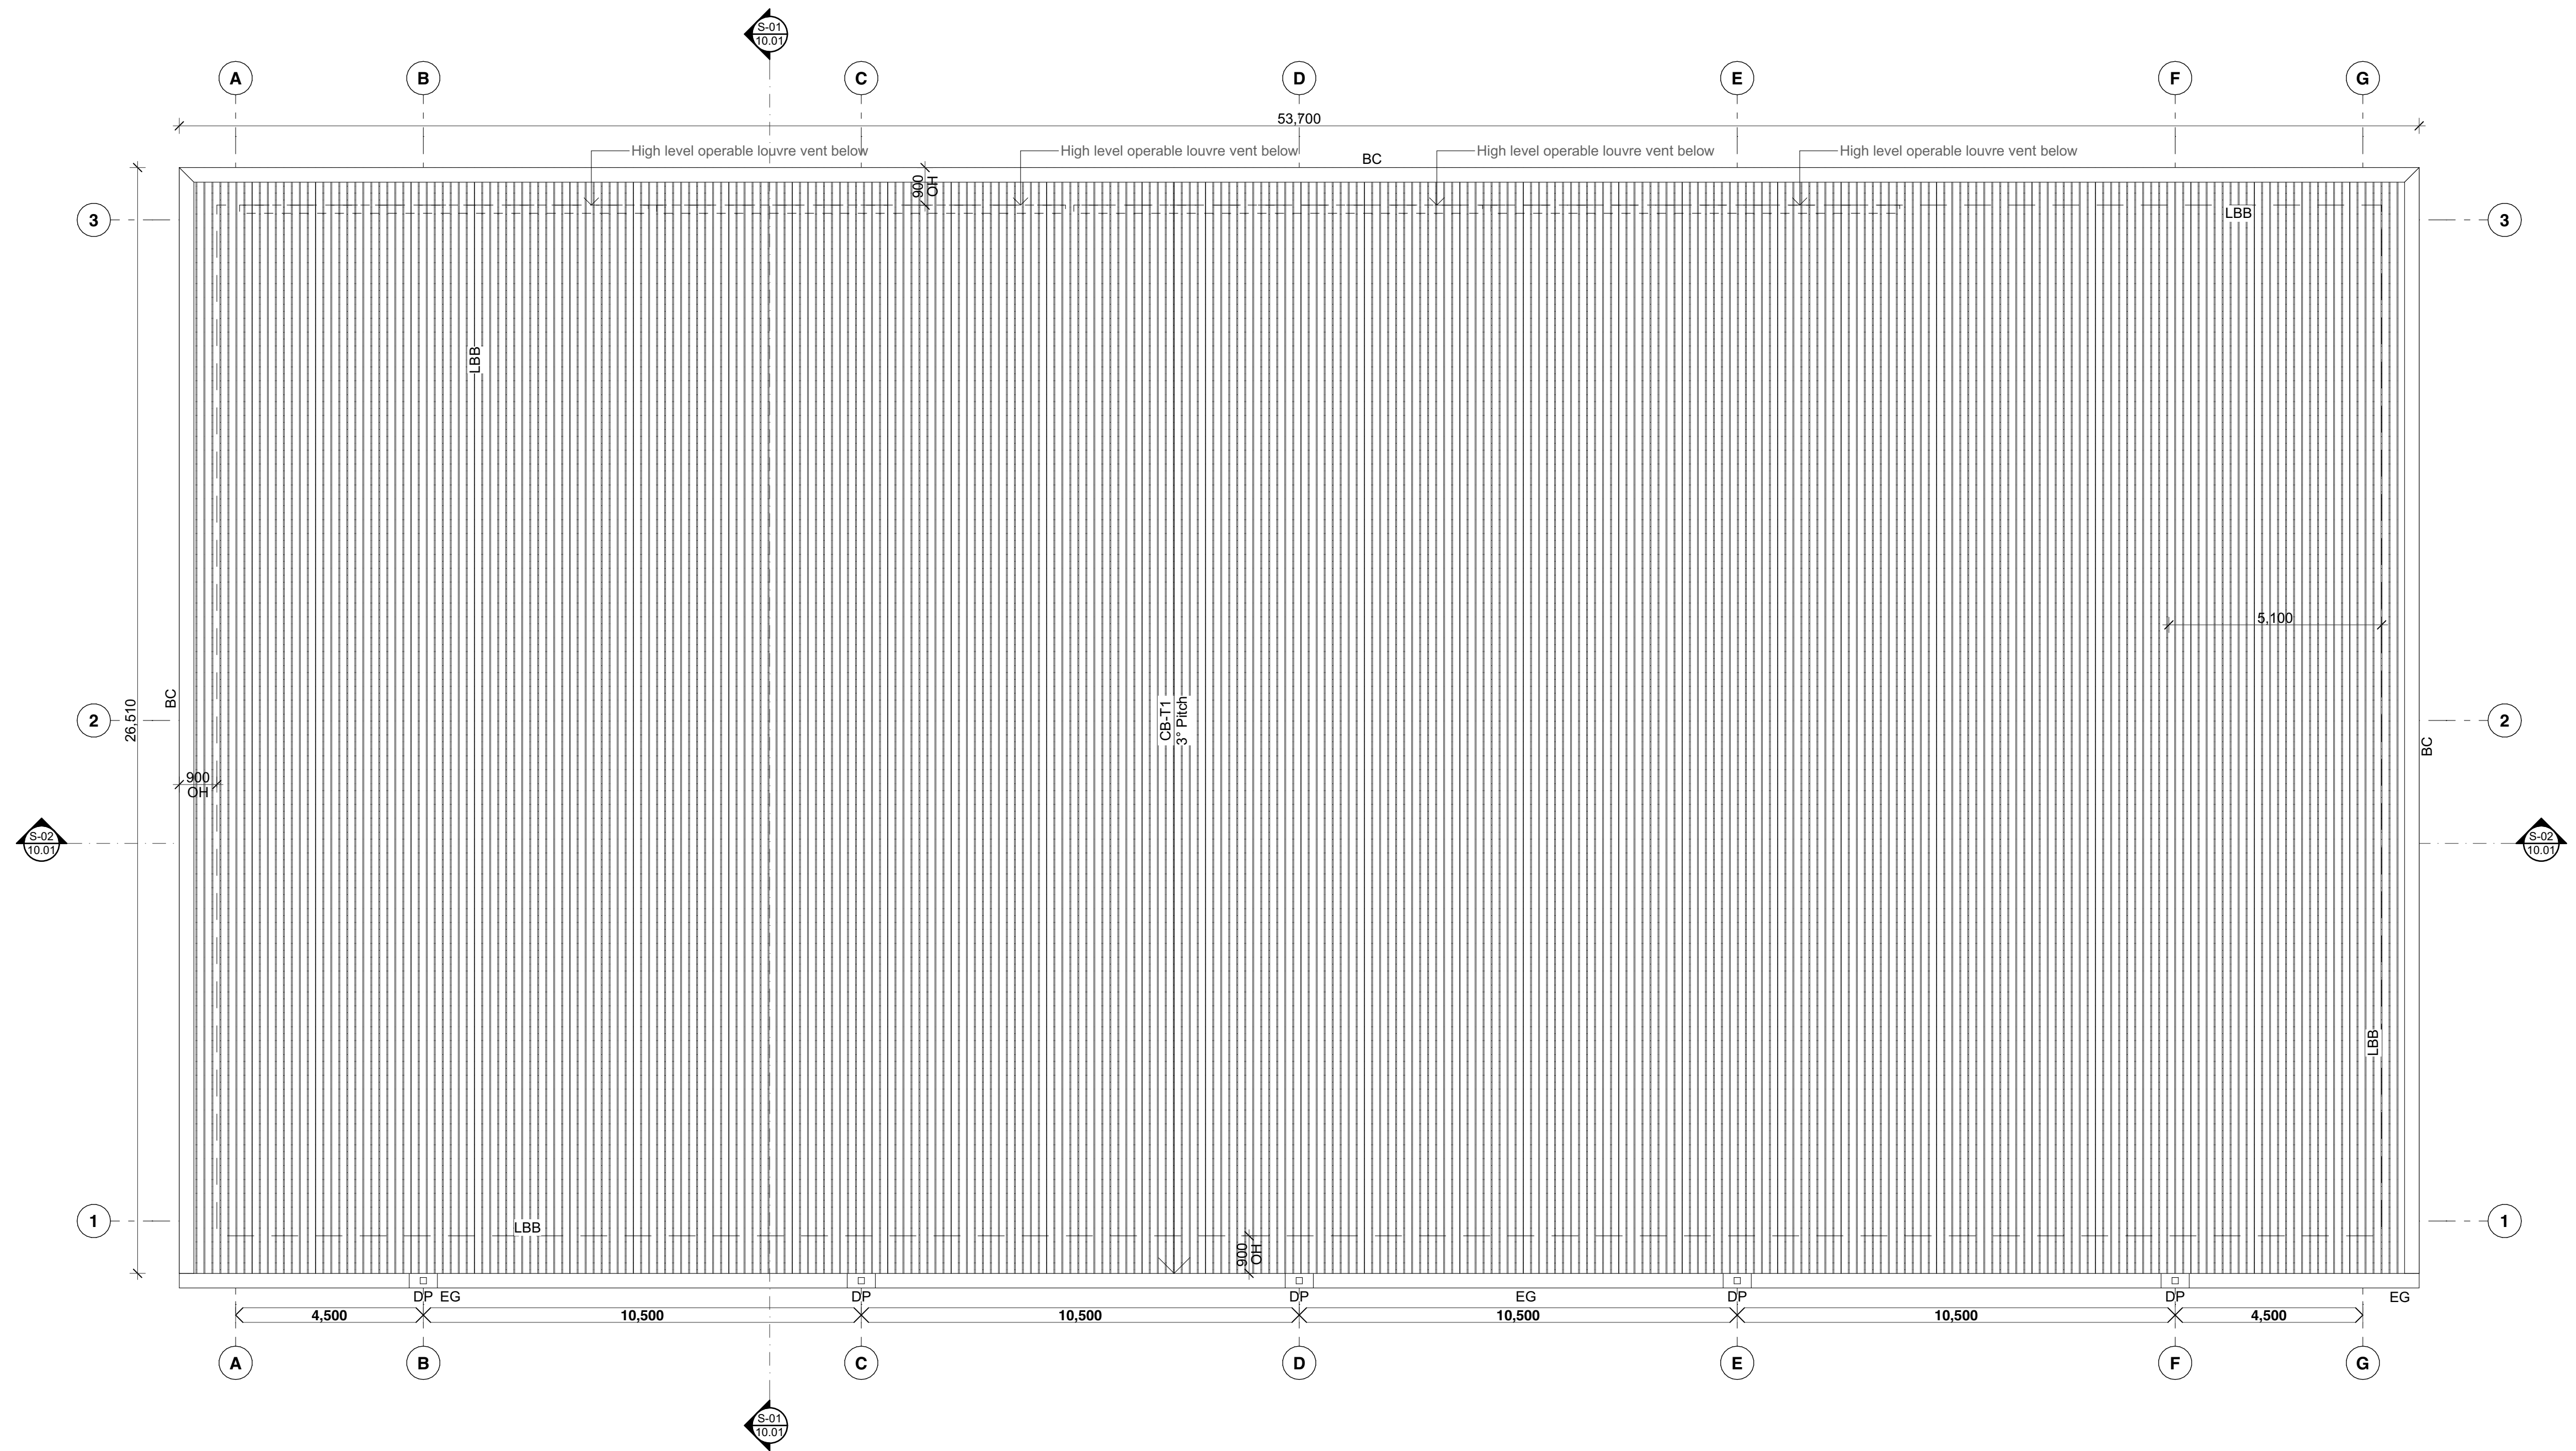 S-01
10.01
A
B
C
D
E
F
G
53,700
High level operable louvre vent below
High level operable louvre vent below
High level operable louvre vent below
High level operable louvre vent below
BC
900
OH
3
LBB
3
LBB
5,100
BC
26,510
2
CB-T1
3° Pitch
2
BC
900
OH
S-02
10.01
S-02
10.01
LBB
1
LBB
1
900
OH
DP
EG
DP
DP
EG
DP
DP
EG
4,500
10,500
10,500
10,500
10,500
4,500
A
B
C
D
E
F
G
S-01
10.01